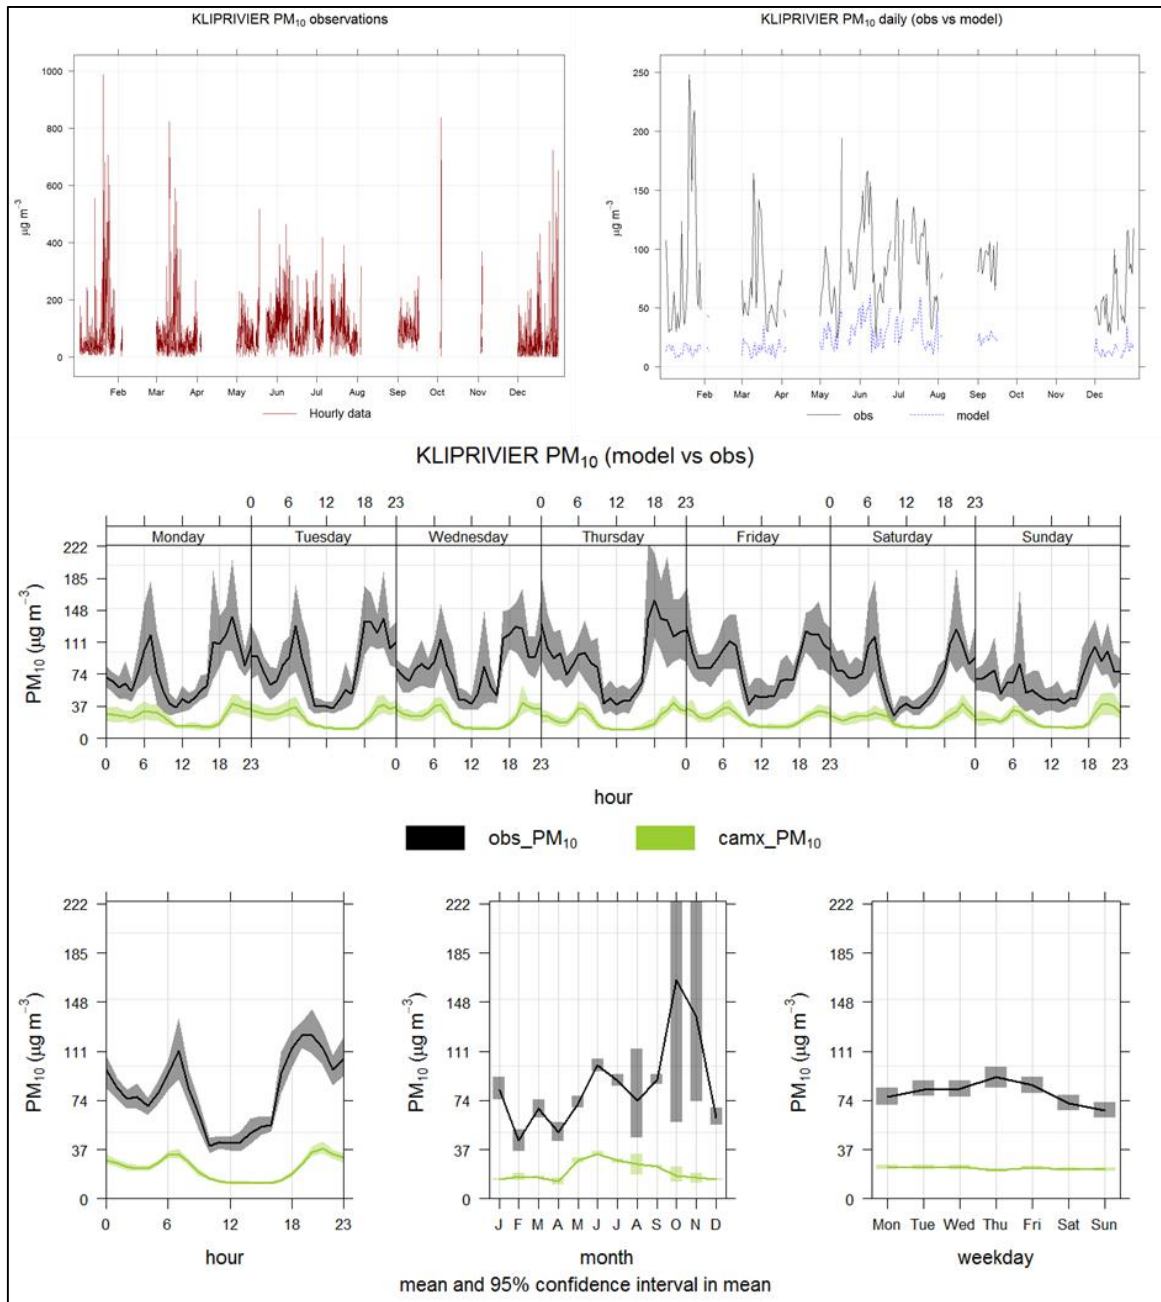 KLIPRIVIER PM₁₀ observations
1000
800
600
400
200
0
µg m⁻³
Feb Mar Apr May Jun Jul Aug Sep Oct Nov Dec
Hourly data
KLIPRIVIER PM₁₀ daily (obs vs model)
250
200
150
100
50
0
µg m⁻³
Feb Mar Apr May Jun Jul Aug Sep Oct Nov Dec
obs model
KLIPRIVIER PM₁₀ (model vs obs)
0 6 12 18 23 0 6 12 18 23 0 6 12 18 23
Monday Tuesday Wednesday Thursday Friday Saturday Sunday
222
185
148
111
74
37
0
PM₁₀ (µg m⁻³)
0 6 12 18 23 0 6 12 18 23 0 6 12 18 23 0 6 12 18 23
hour
obs_PM₁₀ camx_PM₁₀
222
185
148
111
74
37
0
PM₁₀ (µg m⁻³)
0 6 12 18 23
hour
222
185
148
111
74
37
0
PM₁₀ (µg m⁻³)
J F M A M J J A S O N D
month
222
185
148
111
74
37
0
PM₁₀ (µg m⁻³)
Mon Tue Wed Thu Fri Sat Sun
weekday
mean and 95% confidence interval in mean